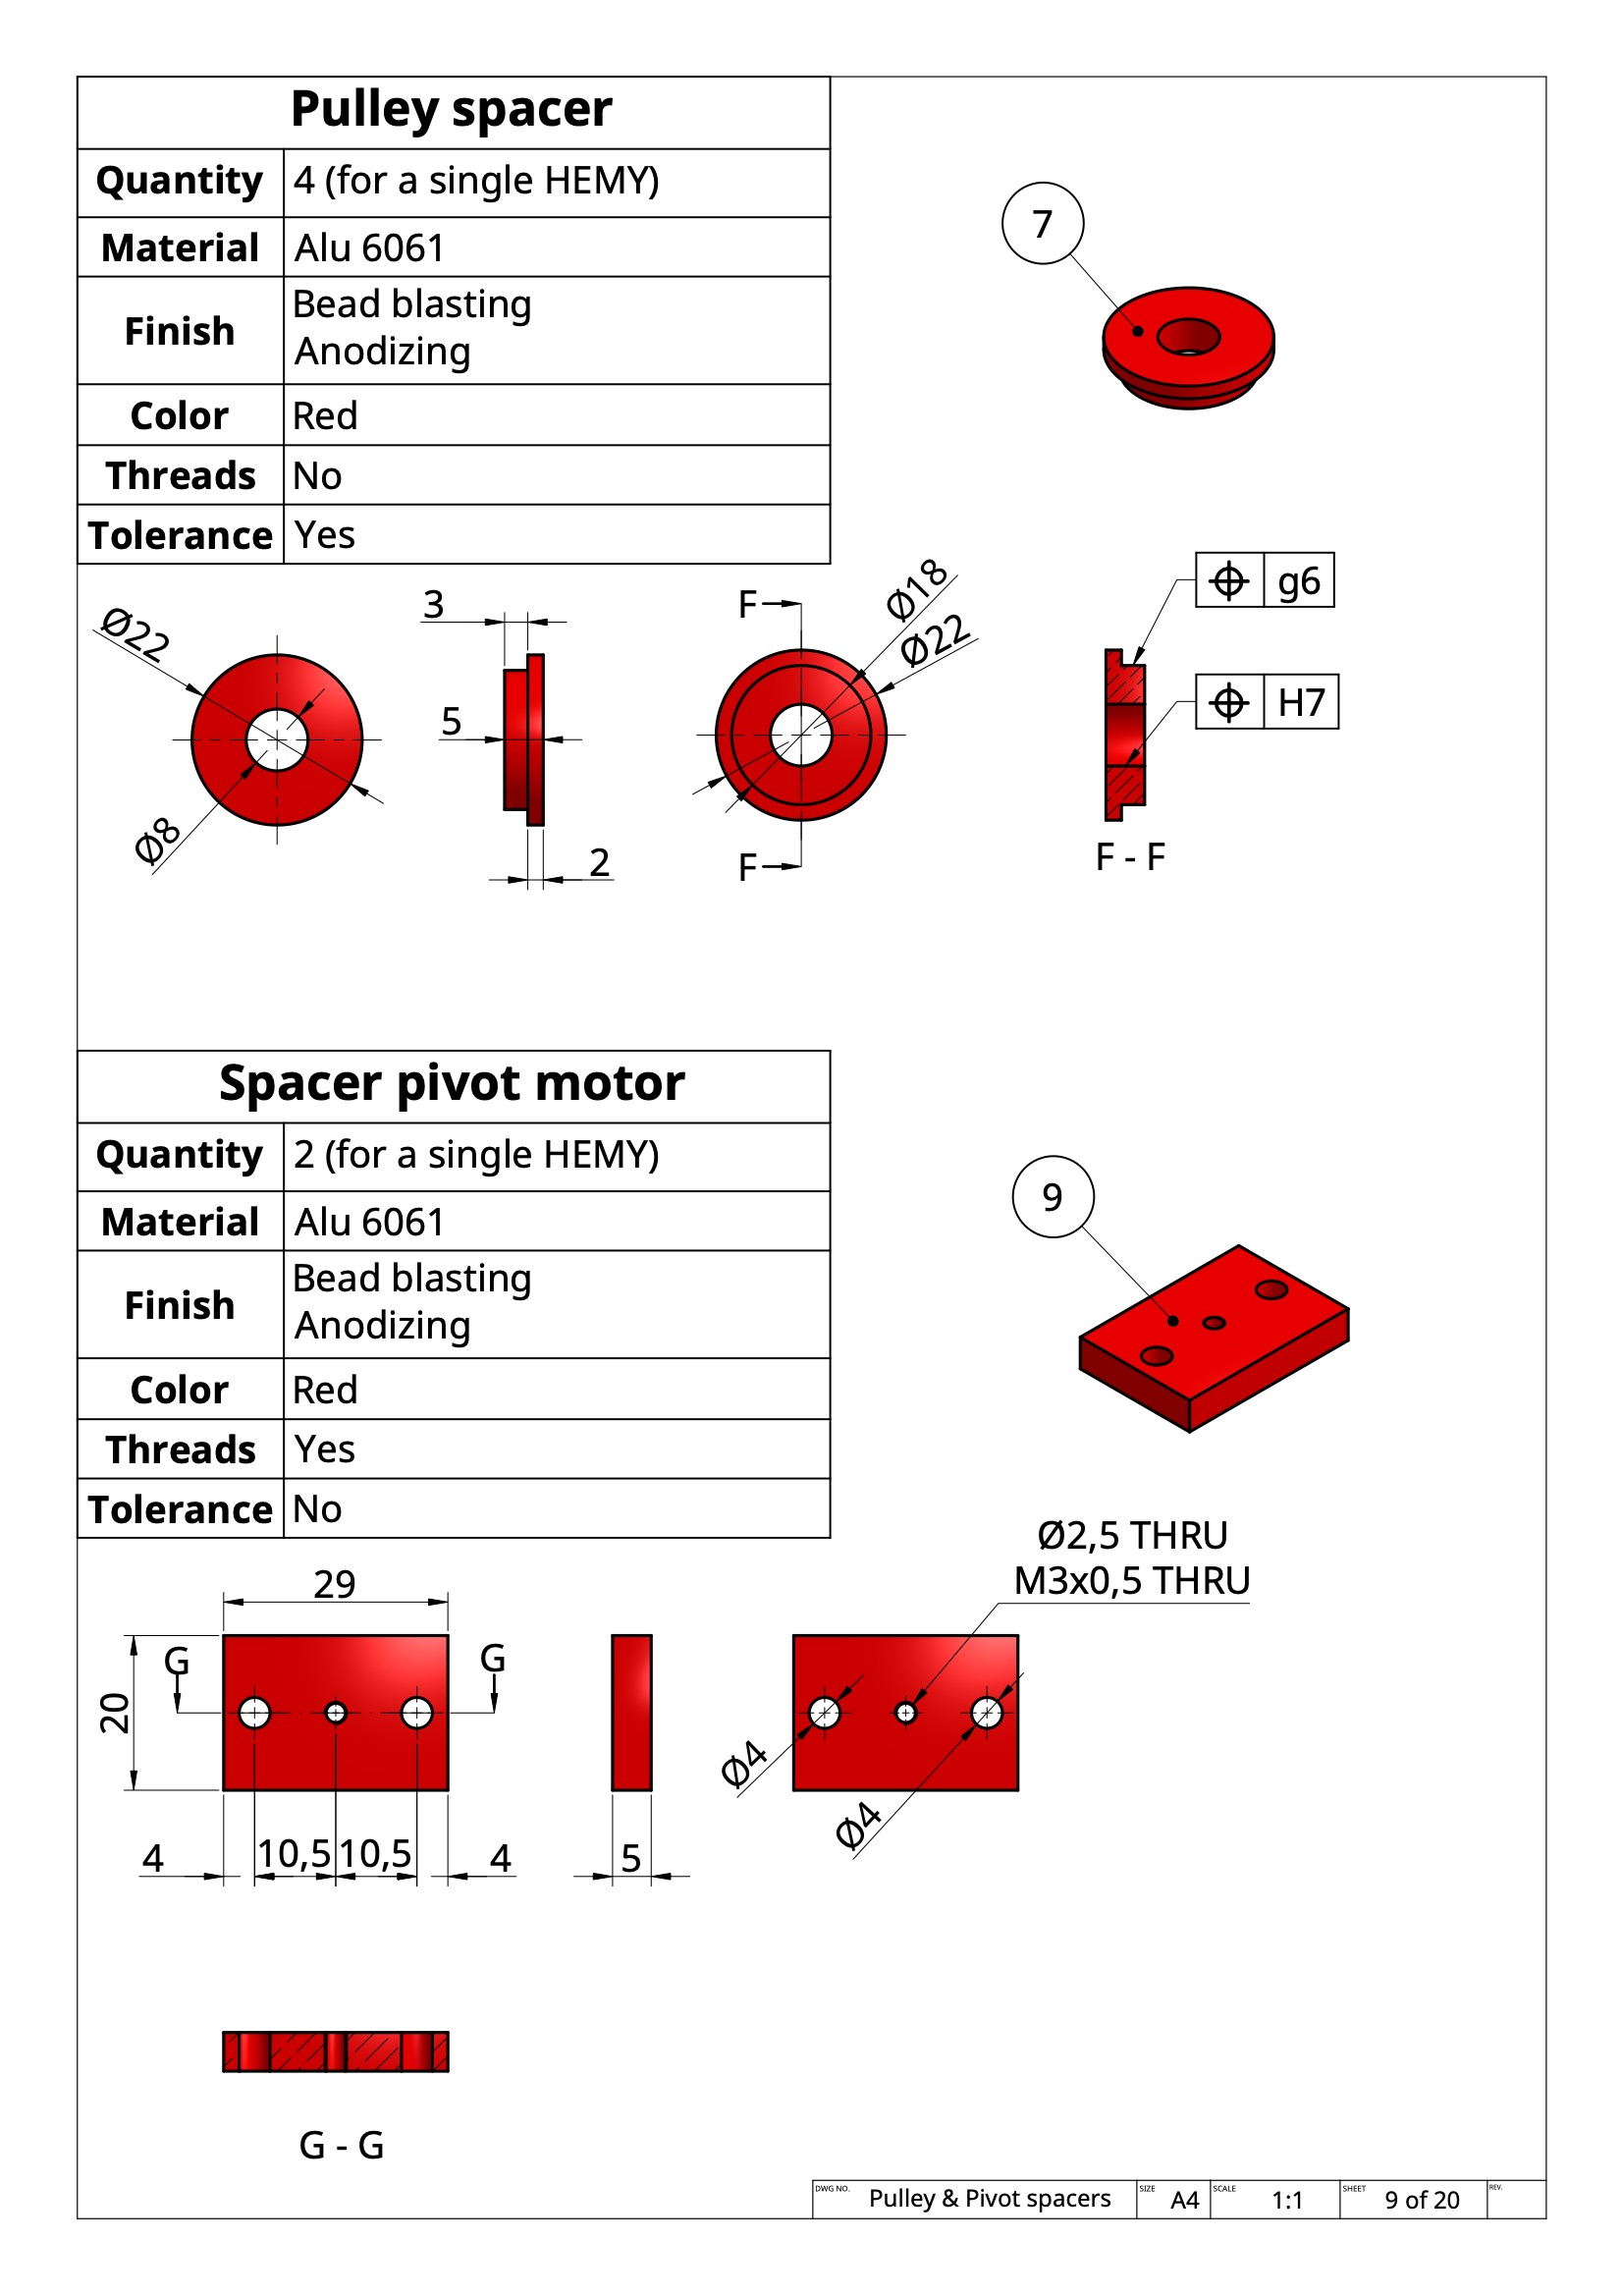 Pulley spacer
Quantity 4 (for a single HEMY)
Material Alu 6061
Finish Bead blasting
Anodizing
Color Red
Threads No
Tolerance Yes
7
Ø22
Ø8
3
5
2
F
F
Ø18
Ø22
g6
H7
F - F
Spacer pivot motor
Quantity 2 (for a single HEMY)
Material Alu 6061
Finish Bead blasting
Anodizing
Color Red
Threads Yes
Tolerance No
9
Ø2,5 THRU
M3x0,5 THRU
29
20
G
G
4
10,5
10,5
4
5
Ø4
Ø4
G - G
DWG NO. Pulley & Pivot spacers SIZE A4 SCALE 1:1 SHEET 9 of 20 REV.